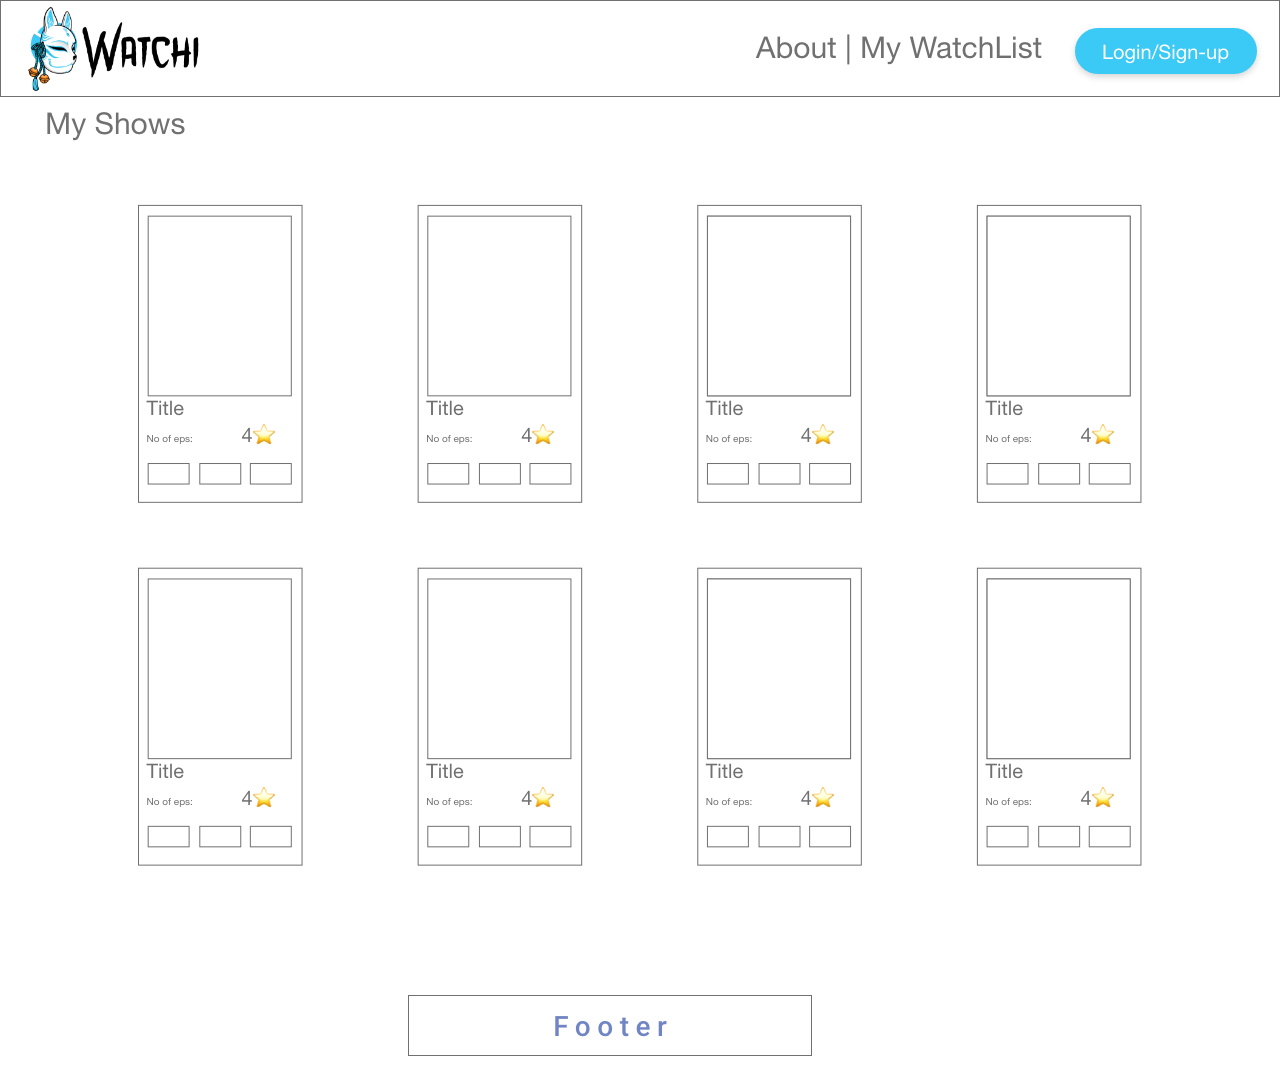 WATCHI
About | My WatchList
Login/Sign-up
My Shows
Title
No of eps: 4⭐
Title
No of eps: 4⭐
Title
No of eps: 4⭐
Title
No of eps: 4⭐
Title
No of eps: 4⭐
Title
No of eps: 4⭐
Title
No of eps: 4⭐
Title
No of eps: 4⭐
Footer